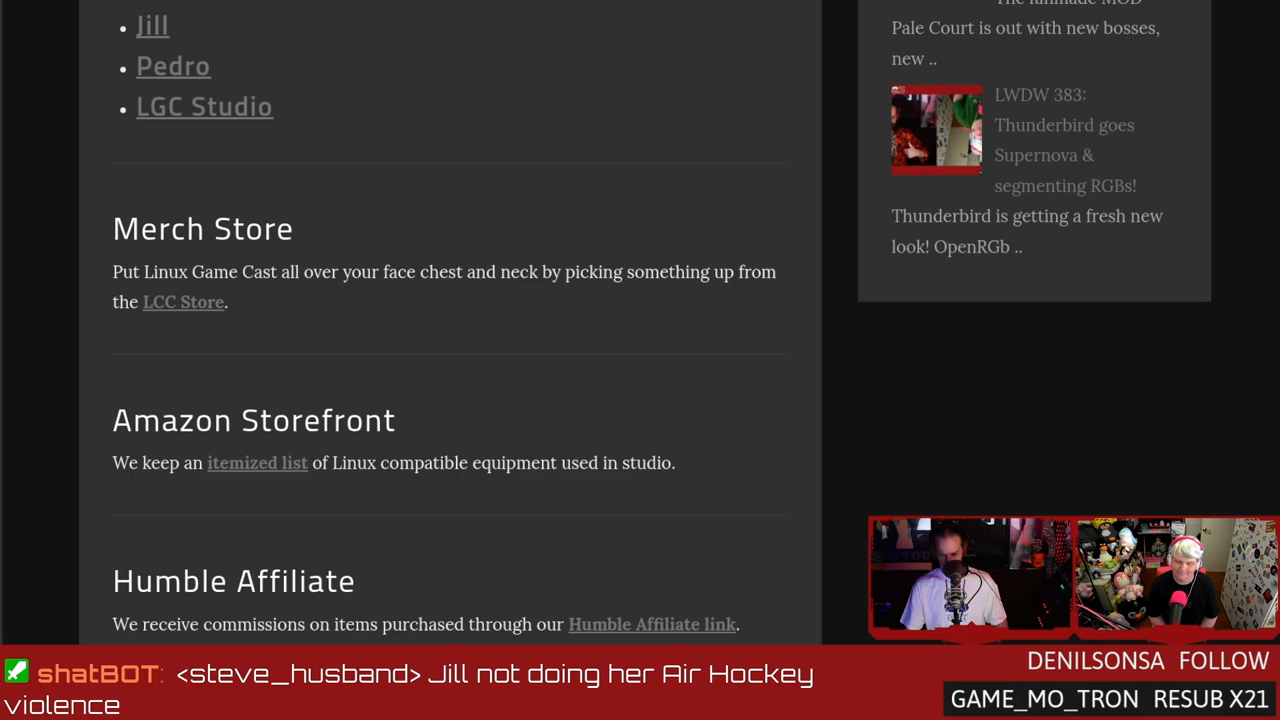 Jill
Pedro
LGC Studio
Merch Store
Put Linux Game Cast all over your face chest and neck by picking something up from
the LCC Store.
Amazon Storefront
We keep an itemized list of Linux compatible equipment used in studio.
Humble Affiliate
We receive commissions on items purchased through our Humble Affiliate link.
The fanmade MOD
Pale Court is out with new bosses,
new ..
LWDW 383:
Thunderbird goes
Supernova &
segmenting RGBs!
Thunderbird is getting a fresh new
look! OpenRGb ..
shatBOT: <steve_husband> Jill not doing her Air Hockey
violence
DENILSONSA FOLLOW
GAME_MO_TRON RESUB X21